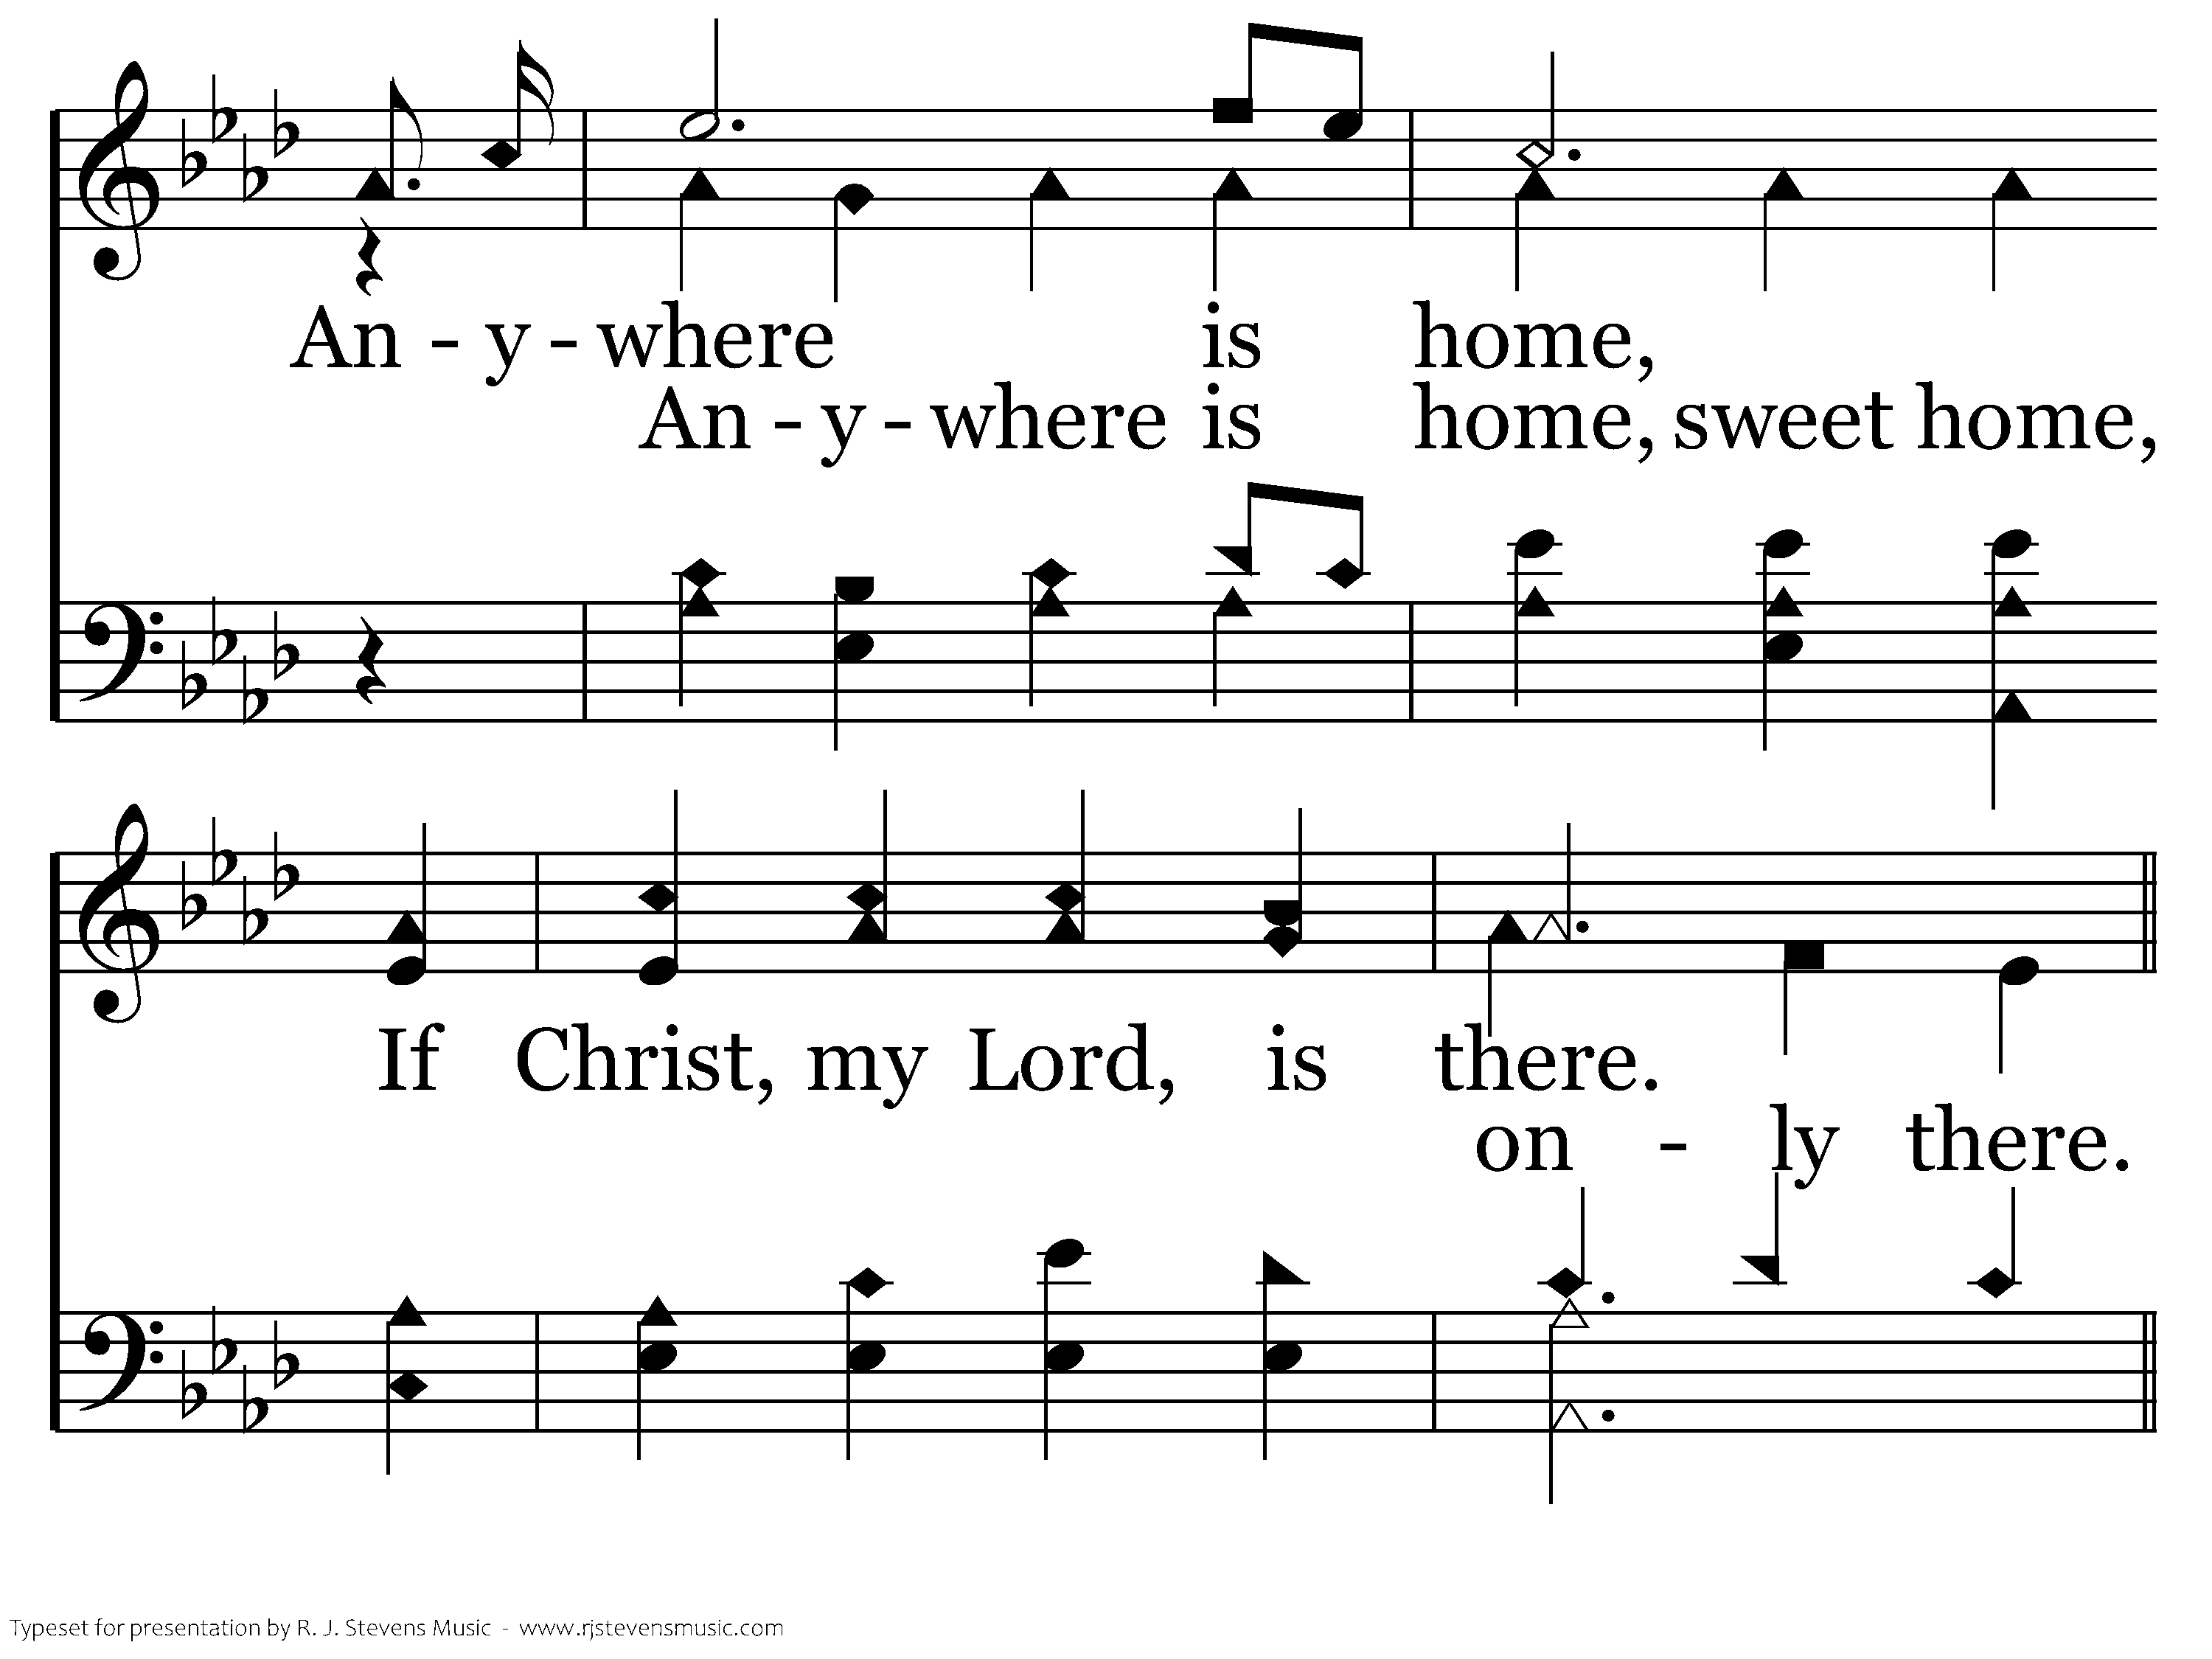 An - y - where is home,
An - y - where is home, sweet home,
If Christ, my Lord, is there.
on - ly there.
Typeset for presentation by R. J. Stevens Music - www.rjstevensmusic.com